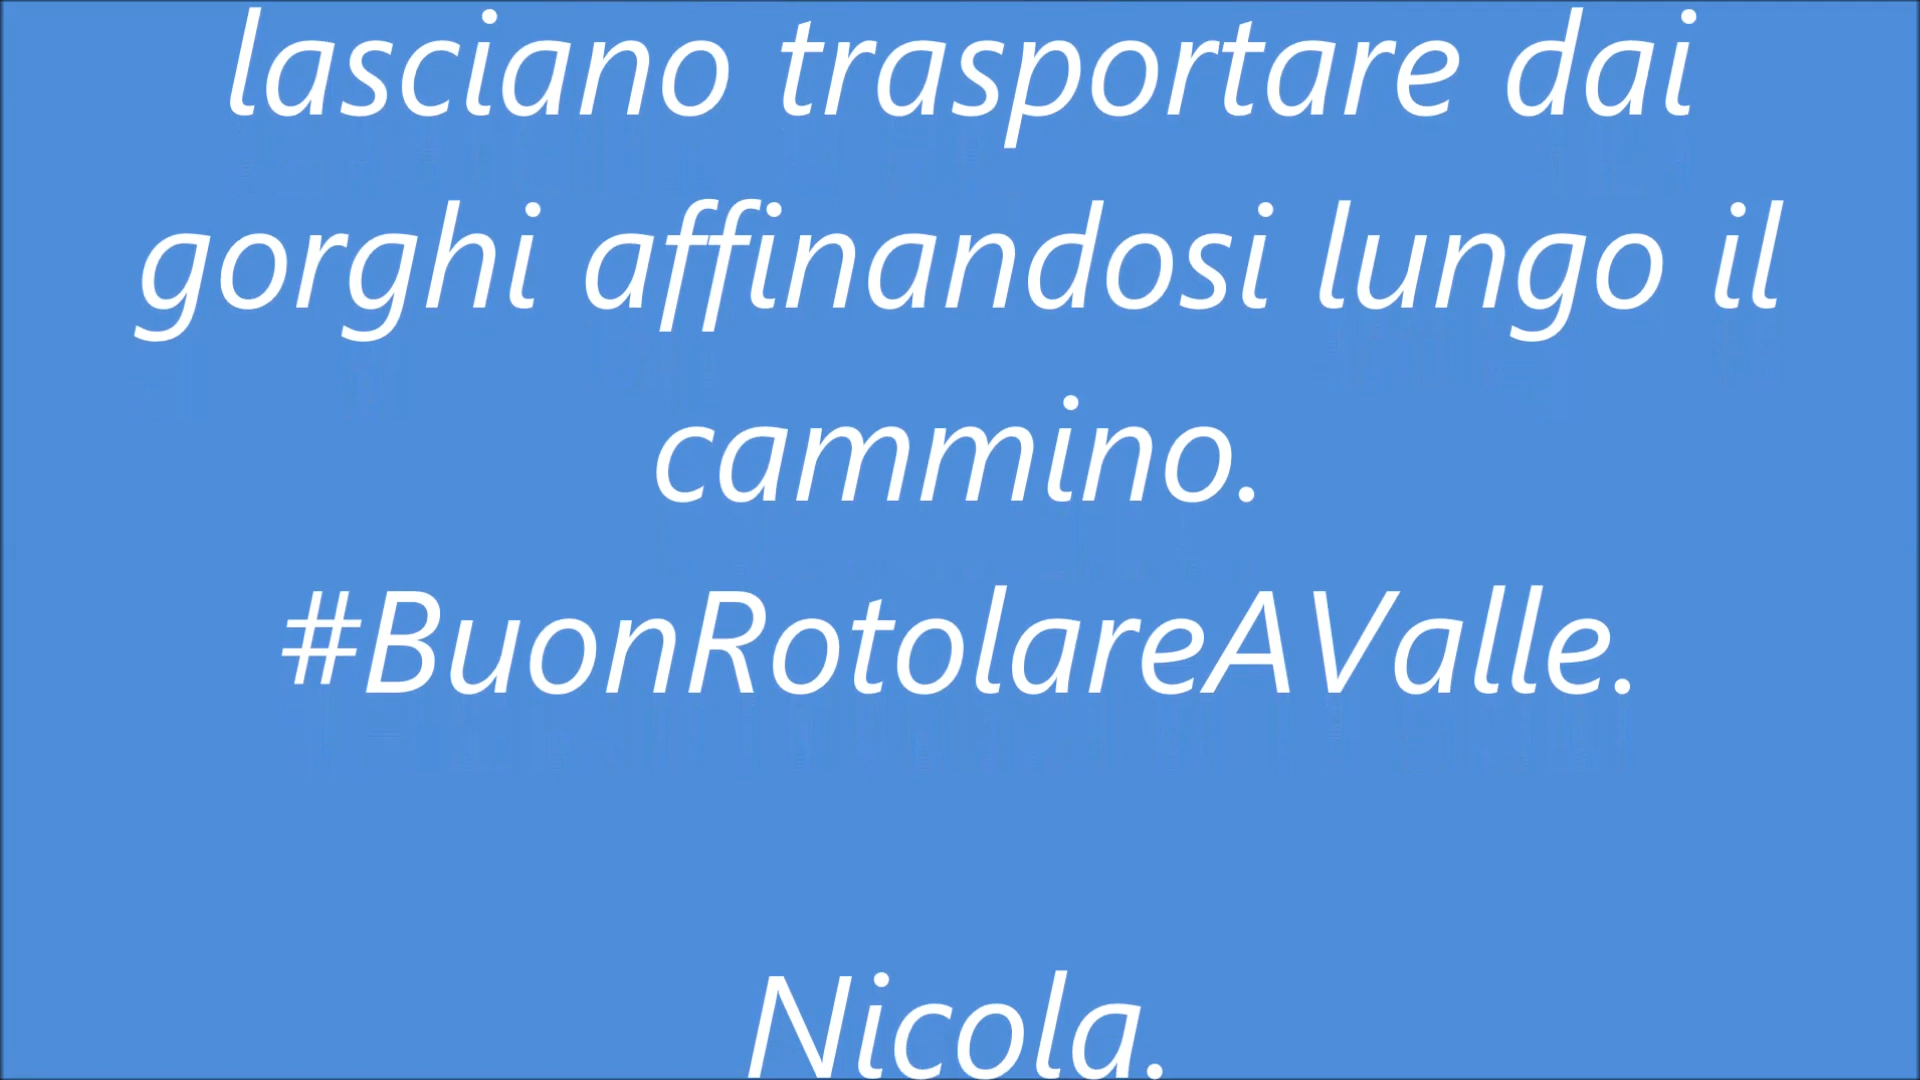 lasciano trasportare dai
gorghi affinandosi lungo il
cammino.
#BuonRotolareAValle.
Nicola.